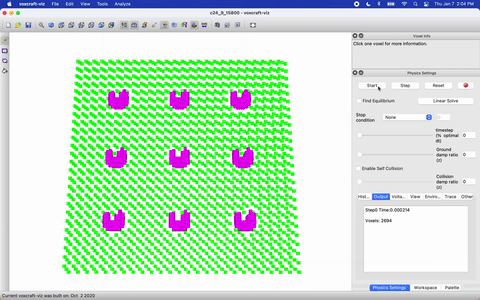 voxcraft-viz File Edit View Tools Analyze Thu Jan 7 2:04 PM
c24_9_15800 - voxcraft-viz
Voxel Info
Click one voxel for more information.
Physics Settings
Start Step Reset
Find Equilibrium Linear Solve
Stop condition None 0
timestep (% optimal dt) 0
Ground damp ratio (z) 0
Enable Self Collision
Collision damp ratio (z) 0
Hist... Output Volta... View Enviro... Trace Other
Step0 Time:0.000214
Voxels: 2694
Physics Settings Workspace Palette
Current voxcraft-viz was built on: Oct 2 2020